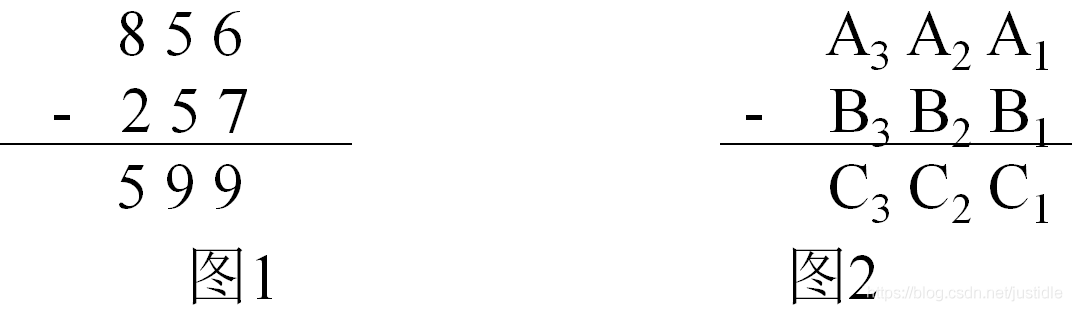 8 5 6
- 2 5 7
5 9 9
图1
A₃ A₂ A₁
- B₃ B₂ B₁
C₃ C₂ C₁
图2
https://blog.csdn.net/justidle